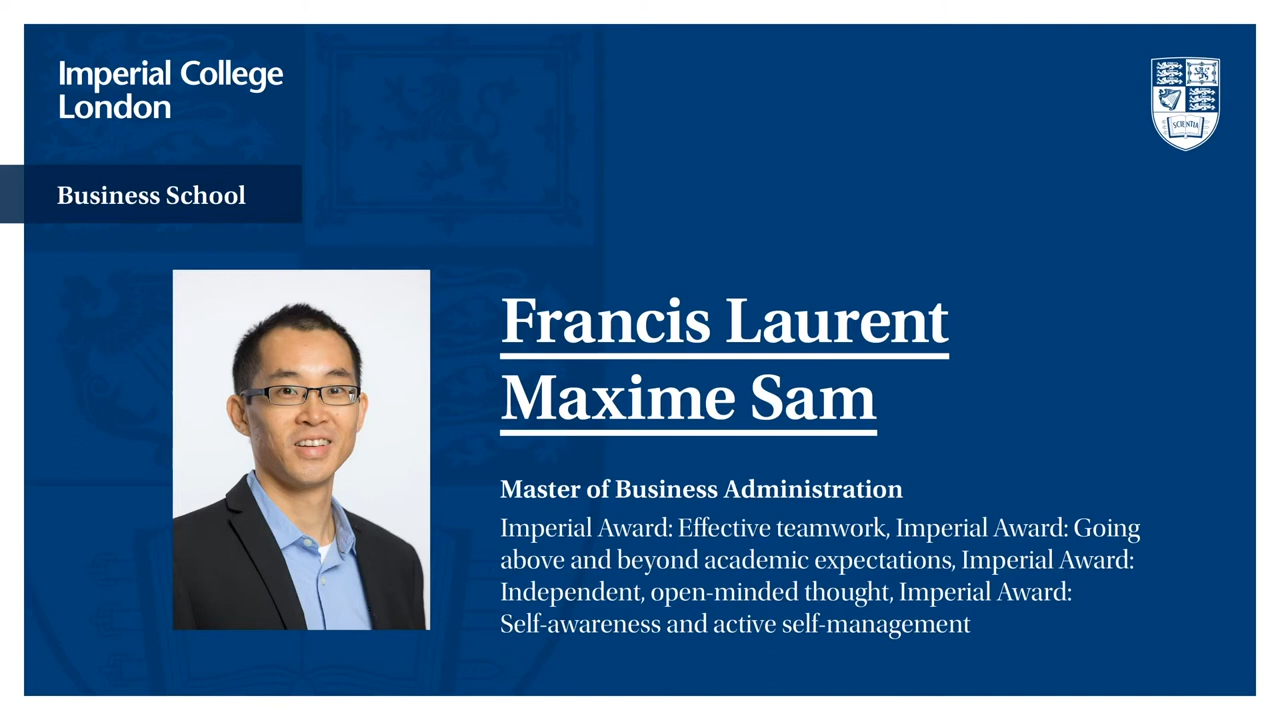 Imperial College
London
Business School
SCIENTIA
Francis Laurent
Maxime Sam
Master of Business Administration
Imperial Award: Effective teamwork, Imperial Award: Going
above and beyond academic expectations, Imperial Award:
Independent, open-minded thought, Imperial Award:
Self-awareness and active self-management